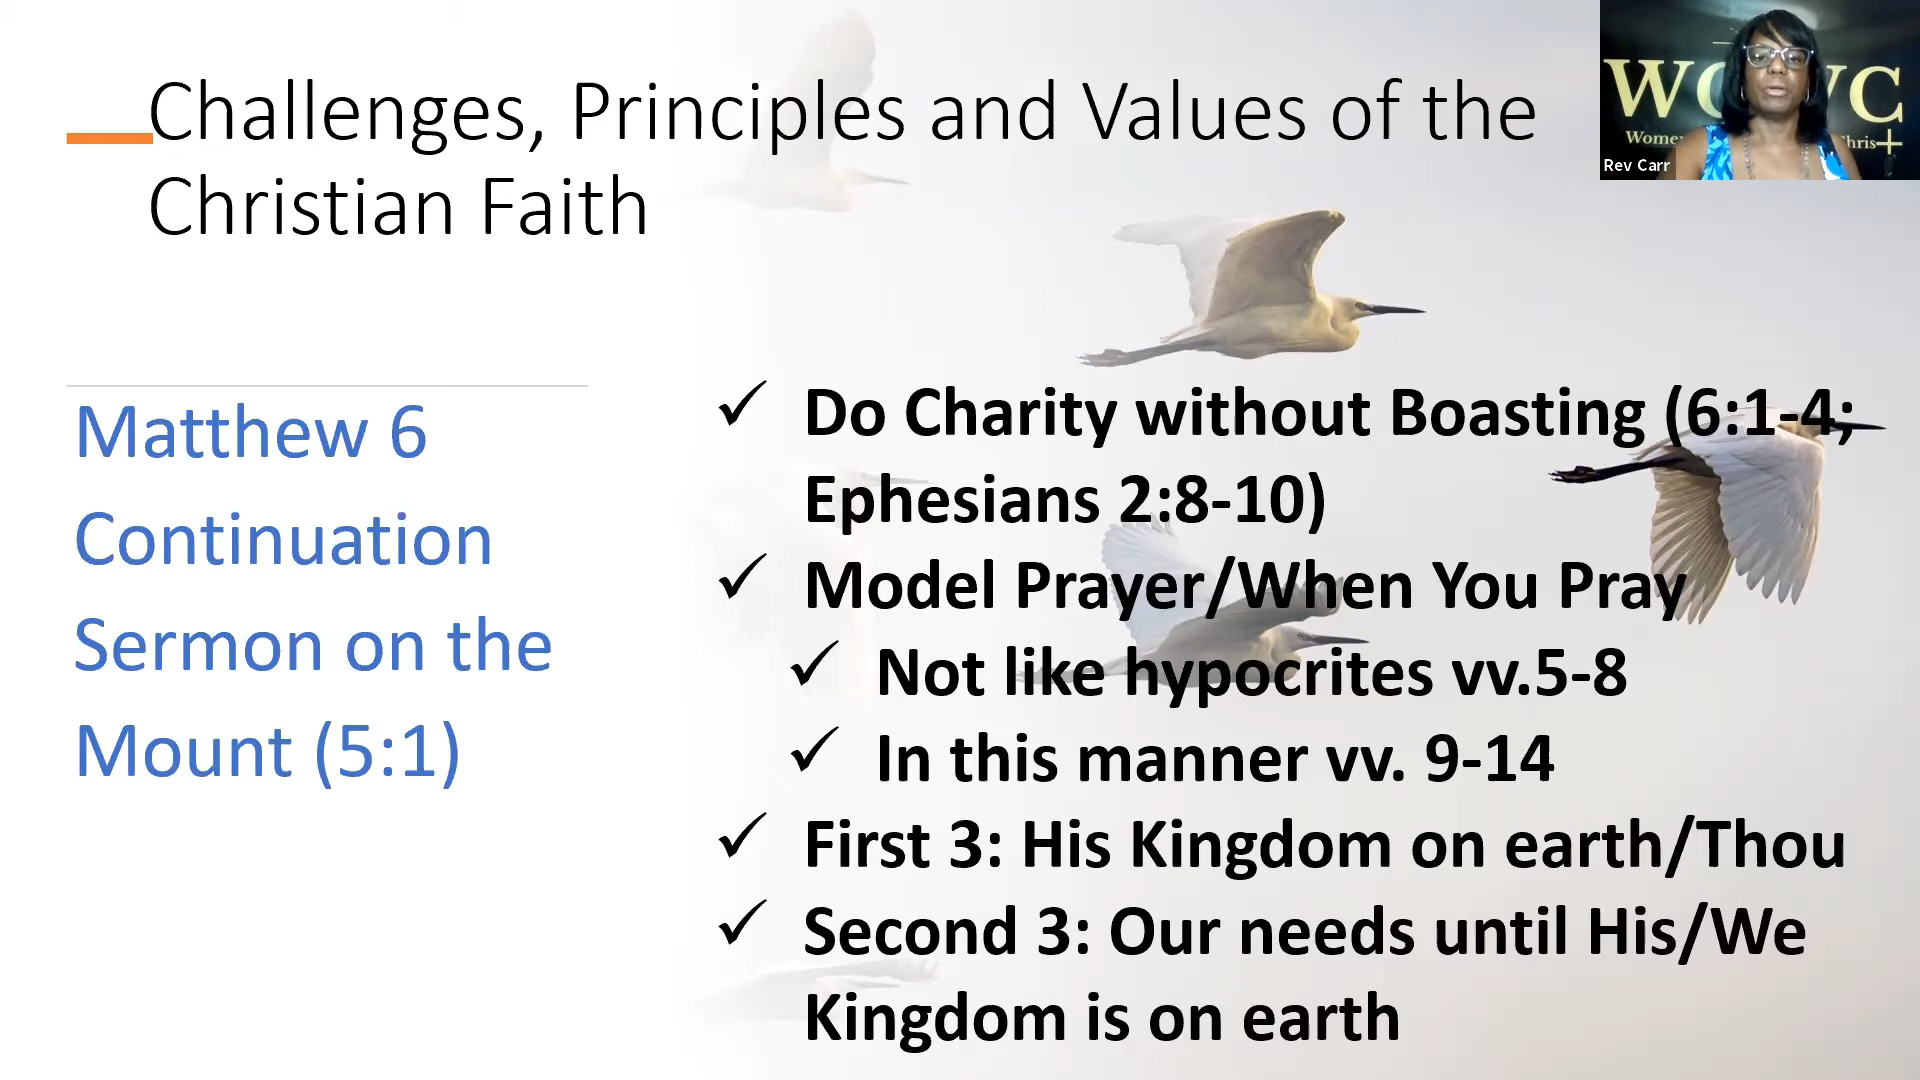 Challenges, Principles and Values of the
Christian Faith
Matthew 6
Continuation
Sermon on the
Mount (5:1)
Do Charity without Boasting (6:1-4;
Ephesians 2:8-10)
Model Prayer/When You Pray
Not like hypocrites vv.5-8
In this manner vv. 9-14
First 3: His Kingdom on earth/Thou
Second 3: Our needs until His/We
Kingdom is on earth
Rev Carr